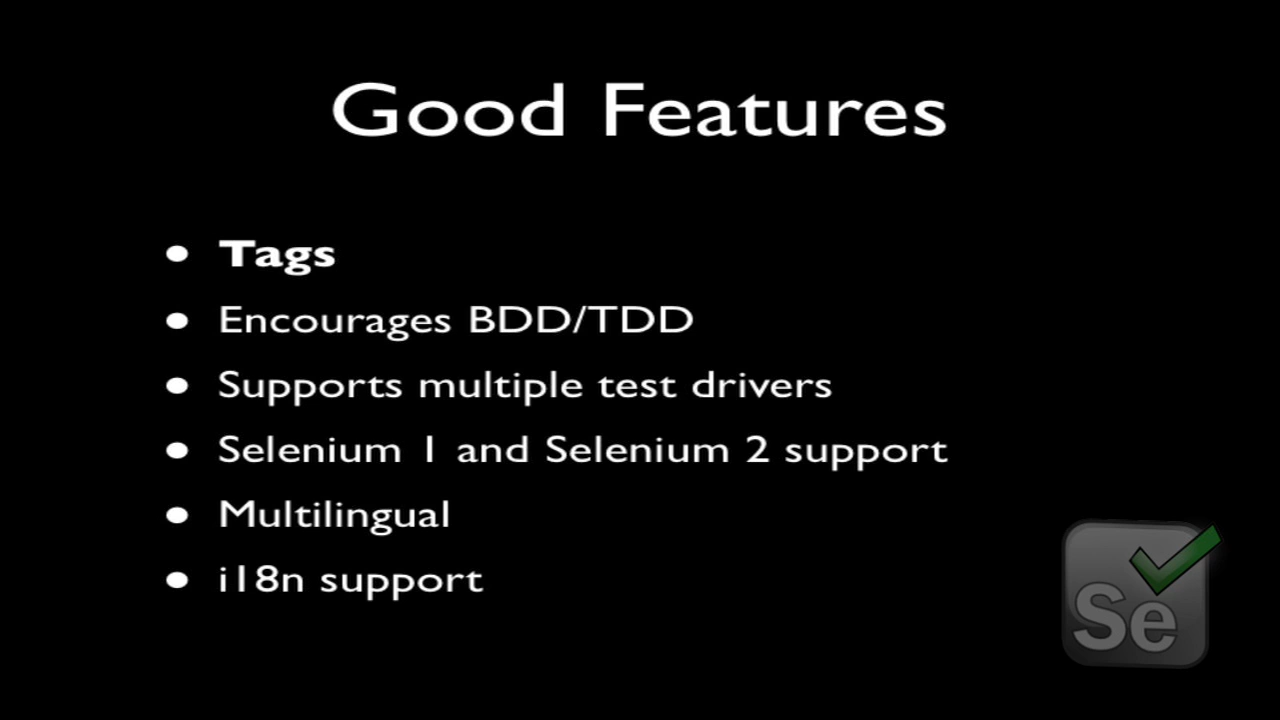 Good Features
• Tags
• Encourages BDD/TDD
• Supports multiple test drivers
• Selenium 1 and Selenium 2 support
• Multilingual
• i18n support
Se